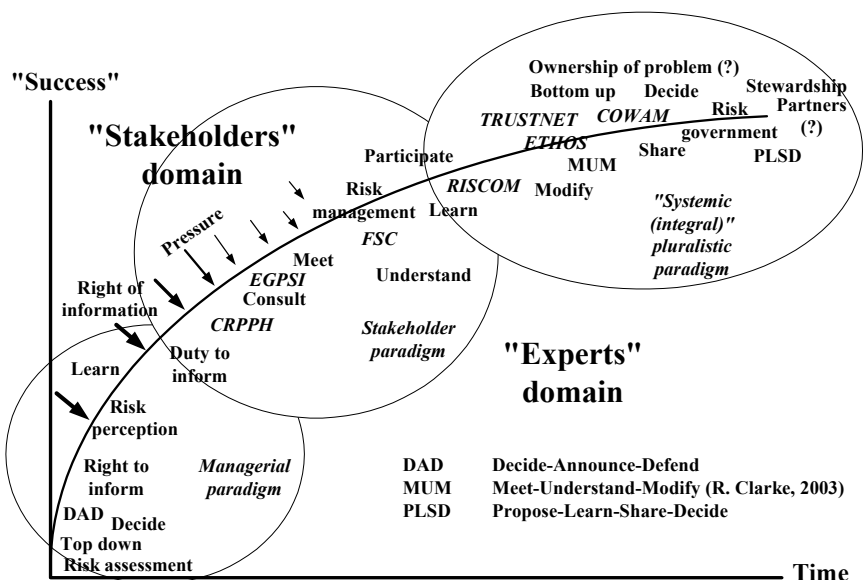 "Success"
"Stakeholders"
domain
Ownership of problem (?)
Bottom up
Decide
Stewardship
Partners
(?)
TRUSTNET
COWAM
Risk
government
ETHOS
MUM
Share
PLSD
Participate
RISCOM
Modify
Risk
management
Learn
"Systemic
(integral)"
pluralistic
paradigm
Pressure
FSC
Meet
EGPSI
Consult
Understand
Right of
information
CRPPH
Stakeholder
paradigm
Duty to
inform
"Experts"
domain
Learn
Risk
perception
Right to
inform
Managerial
paradigm
DAD
Decide
Top down
Risk assessment
DAD Decide-Announce-Defend
MUM Meet-Understand-Modify (R. Clarke, 2003)
PLSD Propose-Learn-Share-Decide
Time